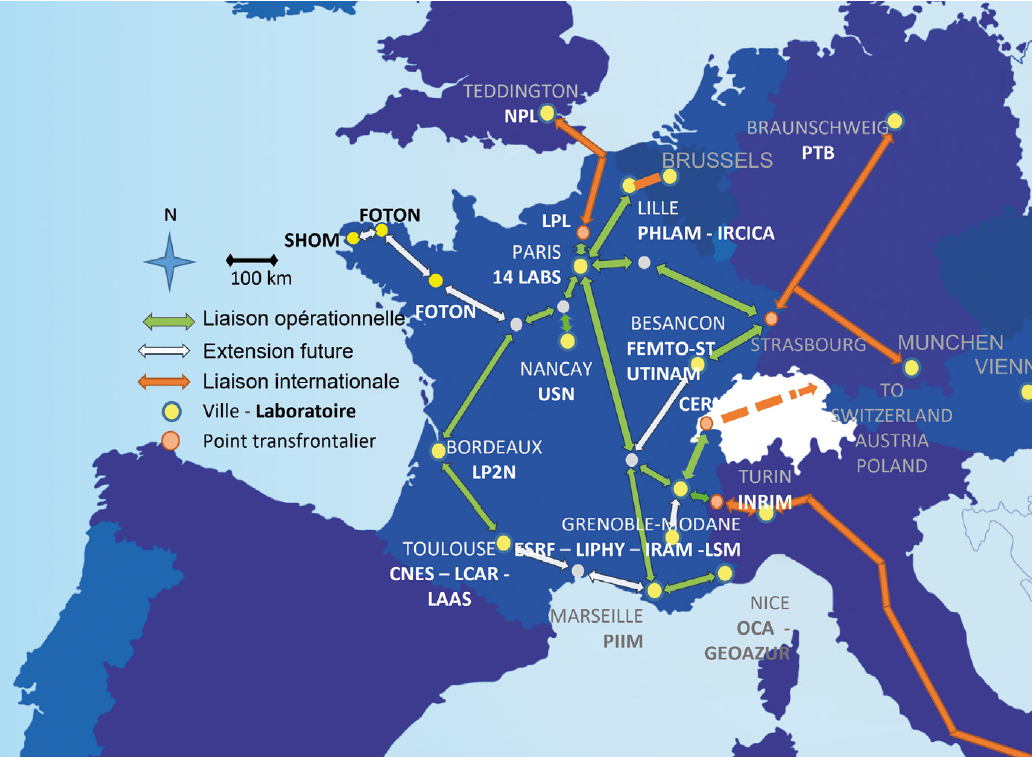 TEDDINGTON
NPL
BRAUNSCHWEIG
PTB
BRUSSELS
LILLE
PHLAM - IRCICA
FOTON
SHOM
LPL
PARIS
14 LABS
N
100 km
FOTON
Liaison opérationnelle
Extension future
Liaison internationale
Ville - Laboratoire
Point transfrontalier
BESANCON
FEMTO-ST
UTINAM
STRASBOURG
MUNCHEN
VIENN
NANCAY
USN
CERN
TO
SWITZERLAND
AUSTRIA
POLAND
BORDEAUX
LP2N
TURIN
INRIM
GRENOBLE-MODANE
ESRF – LIPHY – IRAM -LSM
TOULOUSE
CNES – LCAR -
LAAS
MARSEILLE
PIIM
NICE
OCA -
GEOAZUR